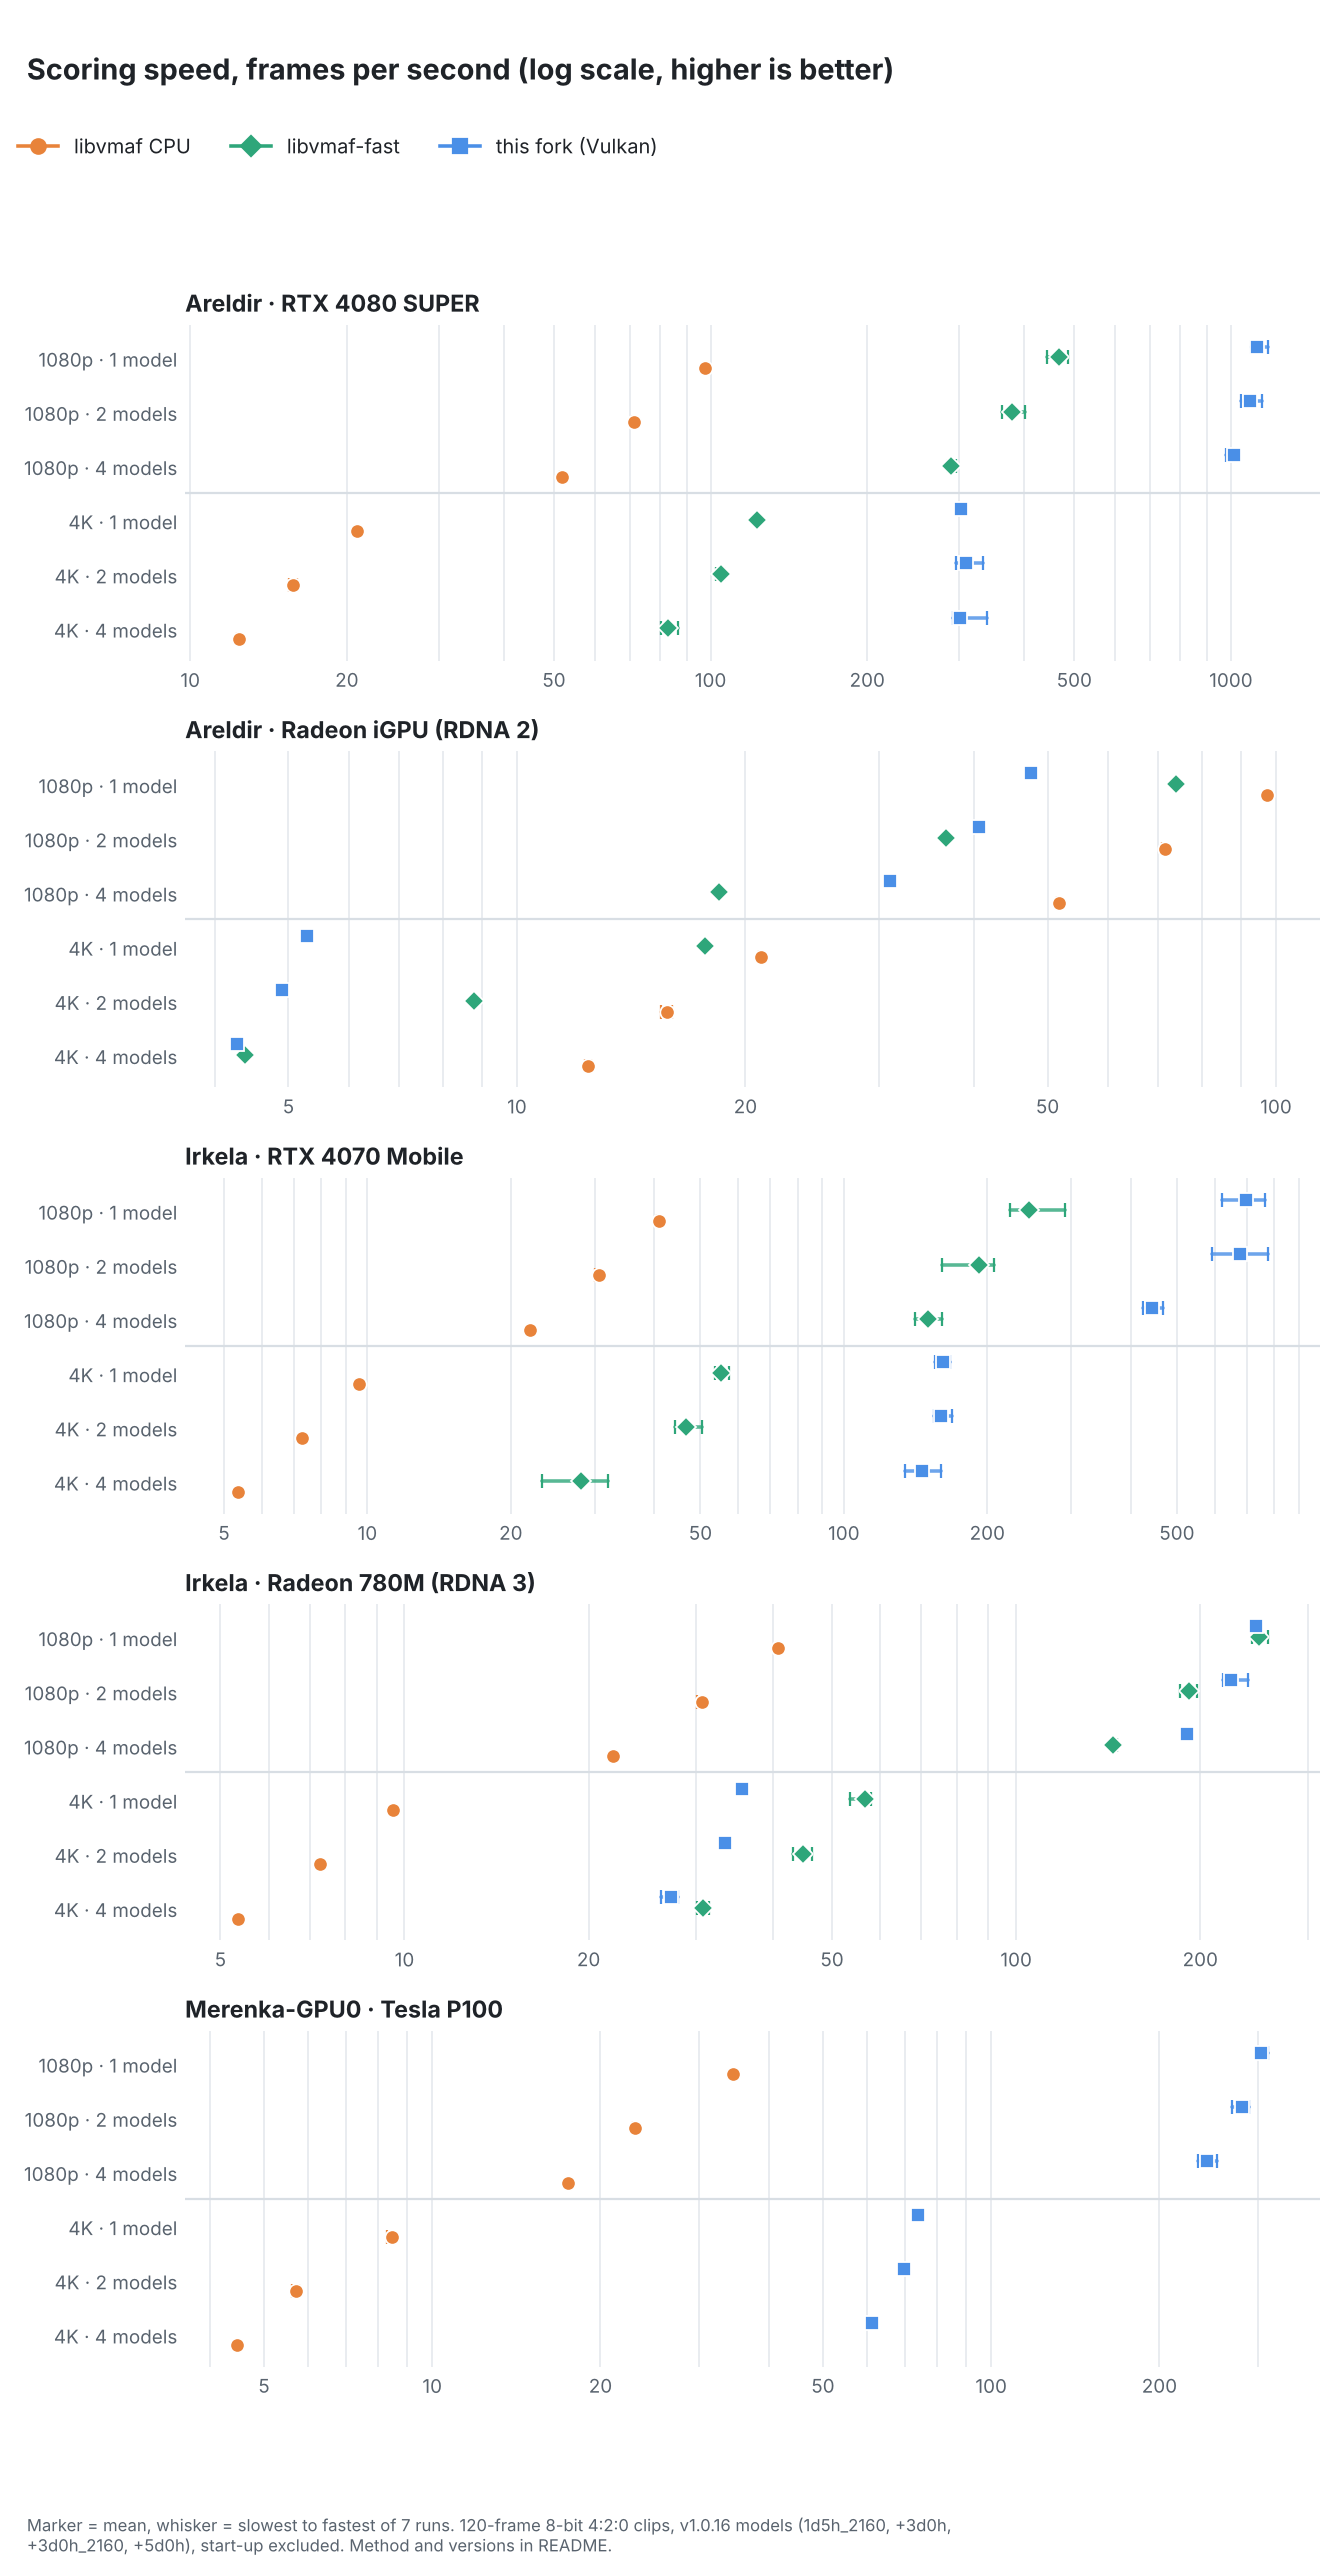 Scoring speed, frames per second (log scale, higher is better)
libvmaf CPU
libvmaf-fast
this fork (Vulkan)
Areldir · RTX 4080 SUPER
1080p · 1 model
1080p · 2 models
1080p · 4 models
4K · 1 model
4K · 2 models
4K · 4 models
10 20 50 100 200 500 1000
Areldir · Radeon iGPU (RDNA 2)
1080p · 1 model
1080p · 2 models
1080p · 4 models
4K · 1 model
4K · 2 models
4K · 4 models
5 10 20 50 100
Irkela · RTX 4070 Mobile
1080p · 1 model
1080p · 2 models
1080p · 4 models
4K · 1 model
4K · 2 models
4K · 4 models
5 10 20 50 100 200 500
Irkela · Radeon 780M (RDNA 3)
1080p · 1 model
1080p · 2 models
1080p · 4 models
4K · 1 model
4K · 2 models
4K · 4 models
5 10 20 50 100 200
Merenka-GPU0 · Tesla P100
1080p · 1 model
1080p · 2 models
1080p · 4 models
4K · 1 model
4K · 2 models
4K · 4 models
5 10 20 50 100 200
Marker = mean, whisker = slowest to fastest of 7 runs. 120-frame 8-bit 4:2:0 clips, v1.0.16 models (1d5h_2160, +3d0h,
+3d0h_2160, +5d0h), start-up excluded. Method and versions in README.